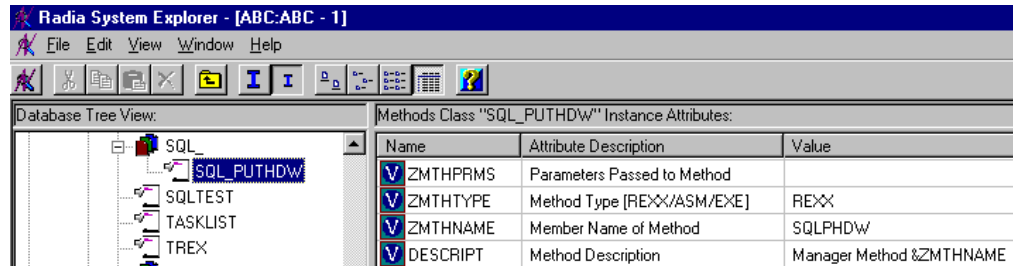 Radia System Explorer - [ABC:ABC - 1]
File Edit View Window Help
Database Tree View:
Methods Class "SQL_PUTHDW" Instance Attributes:
SQL_
SQL_PUTHDW
SQLTEST
TASKLIST
TREX
Name Attribute Description Value
V ZMTHPRMS Parameters Passed to Method
V ZMTHTYPE Method Type [REXX/ASM/EXE] REXX
V ZMTHNAME Member Name of Method SQLPHDW
V DESCRIPT Method Description Manager Method &ZMTHNAME